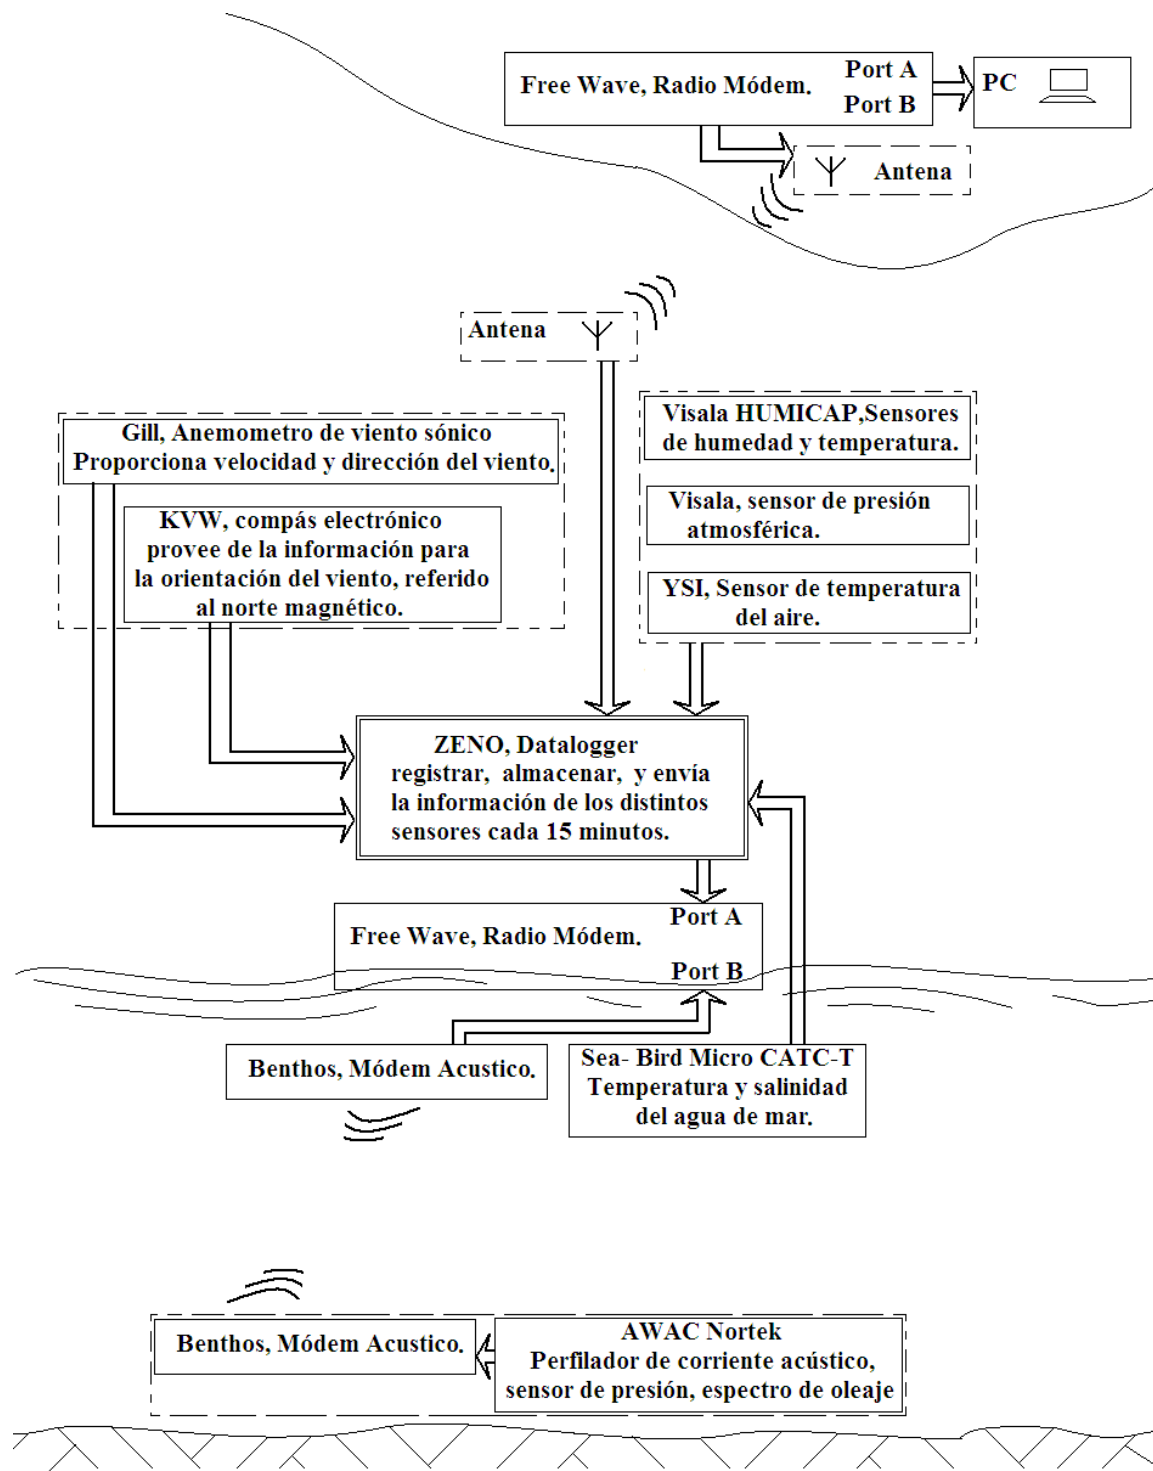 Free Wave, Radio Módem.
Port A
Port B
PC
Antena
Antena
Gill, Anemometro de viento sónico
Proporciona velocidad y dirección del viento.
KVW, compás electrónico
provee de la información para
la orientación del viento, referido
al norte magnético.
Visala HUMICAP,Sensores
de humedad y temperatura.
Visala, sensor de presión
atmosférica.
YSI, Sensor de temperatura
del aire.
ZENO, Datalogger
registrar, almacenar, y envía
la información de los distintos
sensores cada 15 minutos.
Free Wave, Radio Módem.
Port A
Port B
Benthos, Módem Acustico.
Sea- Bird Micro CATC-T
Temperatura y salinidad
del agua de mar.
Benthos, Módem Acustico.
AWAC Nortek
Perfilador de corriente acústico,
sensor de presión, espectro de oleaje